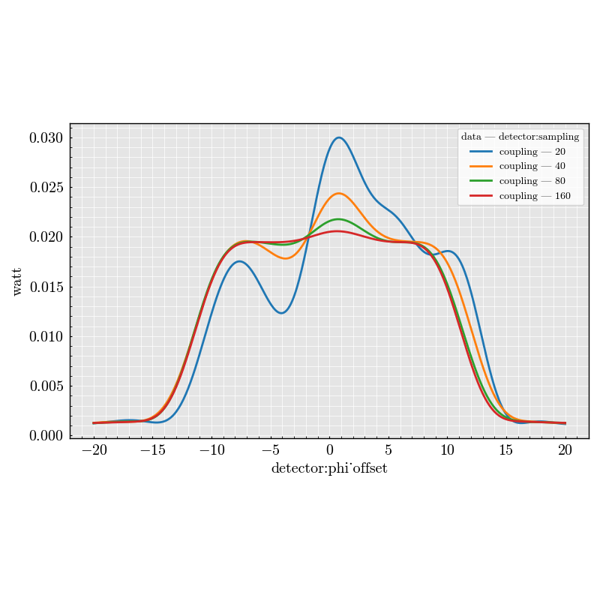 data — detector:sampling
coupling — 20
coupling — 40
coupling — 80
coupling — 160
0.030
0.025
0.020
0.015
0.010
0.005
0.000
watt
−20 −15 −10 −5 0 5 10 15 20
detector:phi˙offset